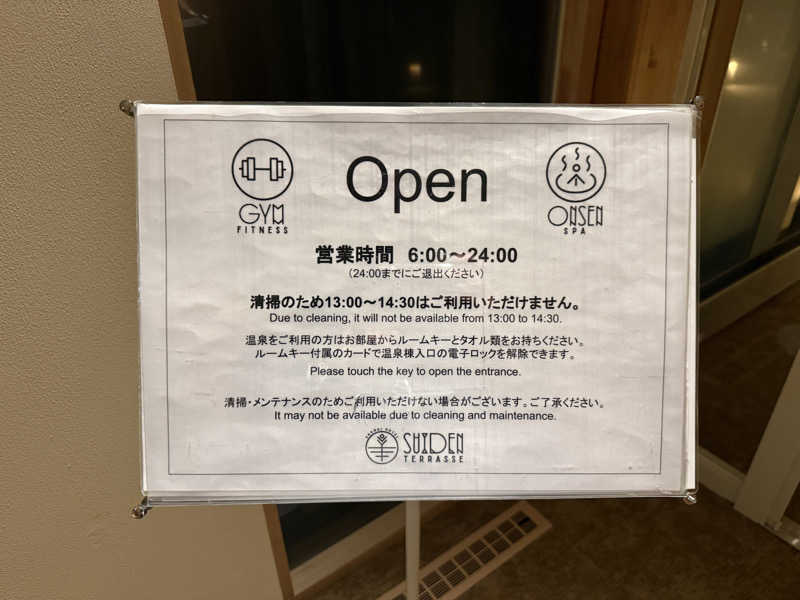 Open
GYM
FITNESS
ONSEN
SPA
営業時間 6:00～24:00
（24:00までにご退出ください）
清掃のため13:00～14:30はご利用いただけません。
Due to cleaning, it will not be available from 13:00 to 14:30.
温泉をご利用の方はお部屋からルームキーとタオル類をお持ちください。
ルームキー付属のカードで温泉棟入口の電子ロックを解除できます。
Please touch the key to open the entrance.
清掃・メンテナンスのためご利用いただけない場合がございます。ご了承ください。
It may not be available due to cleaning and maintenance.
SHIDEN
TERRASSE